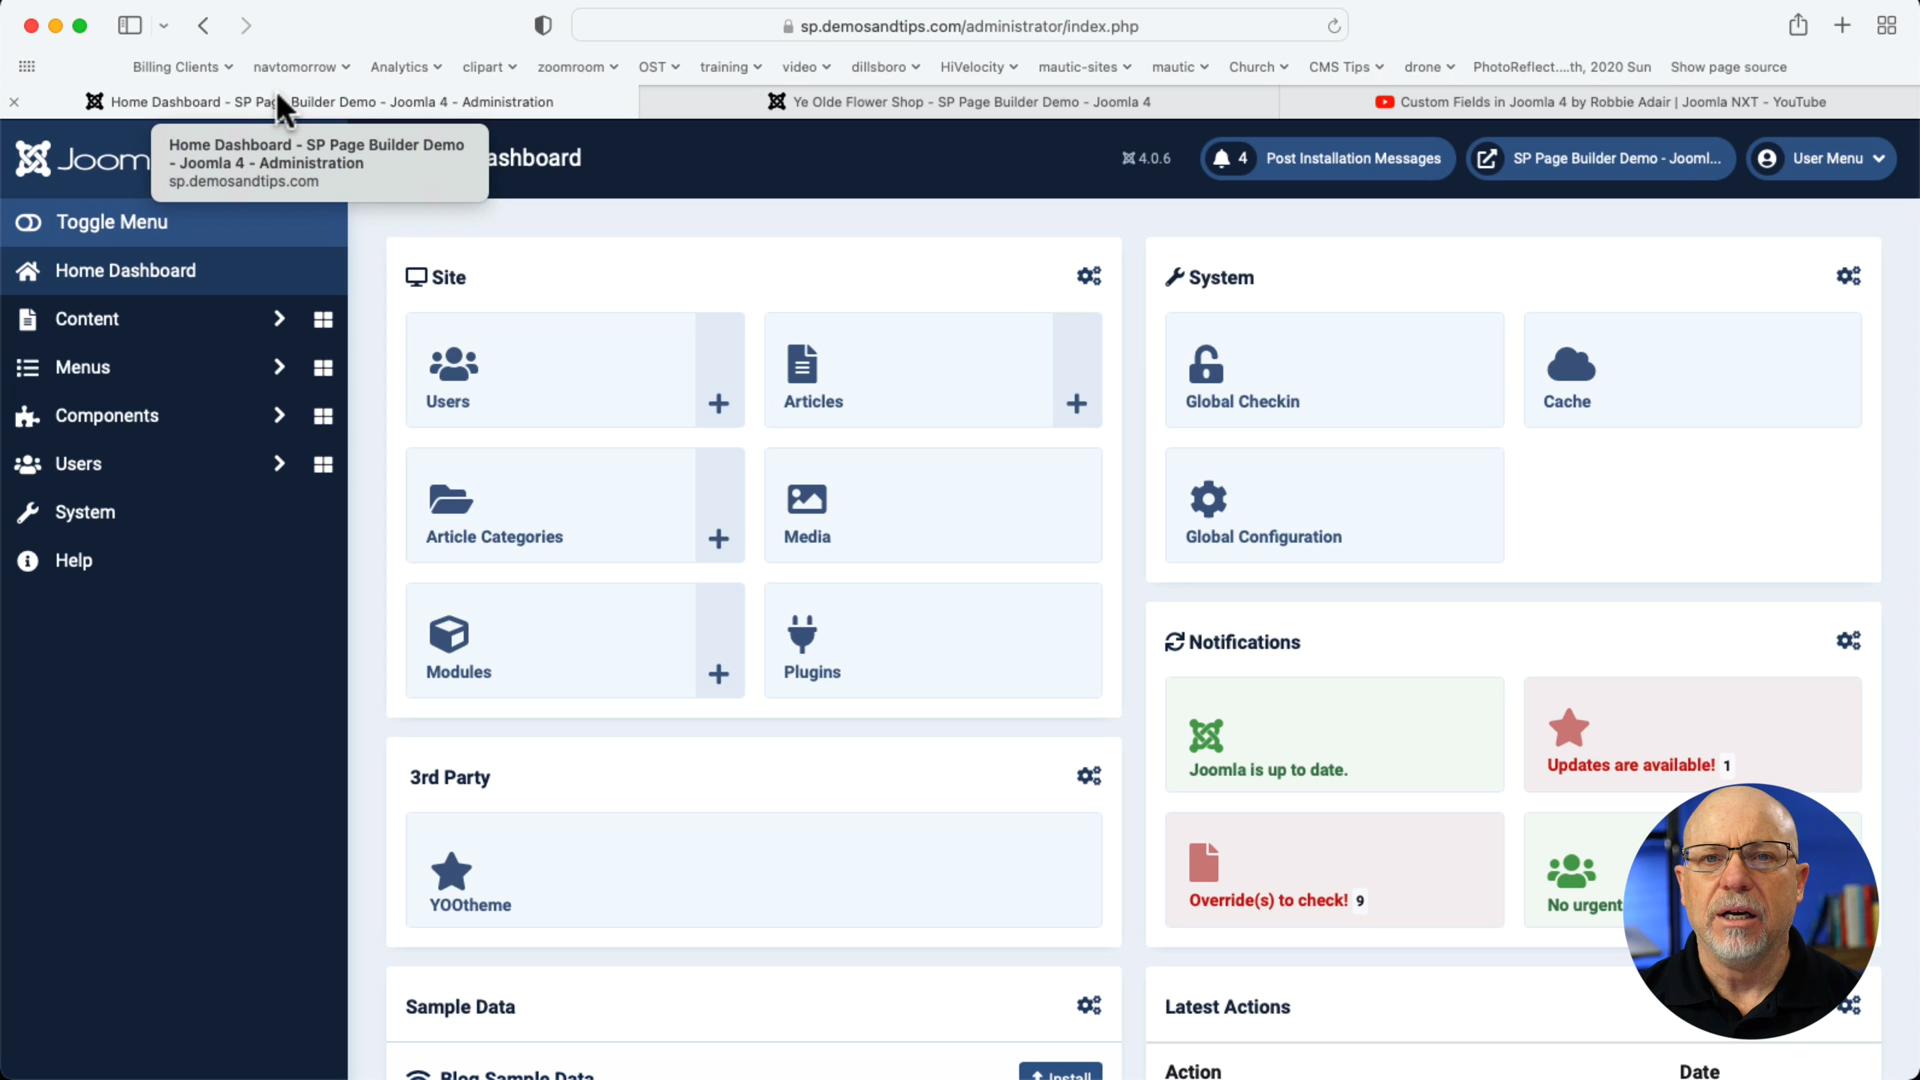 sp.demosandtips.com/administrator/index.php
Billing Clients navtomorrow Analytics clipart zoomroom OST training video dillsboro HiVelocity mautic-sites mautic Church CMS Tips drone PhotoReflect....th, 2020 Sun Show page source
Home Dashboard - SP Page Builder Demo - Joomla 4 - Administration
Ye Olde Flower Shop - SP Page Builder Demo - Joomla 4
Custom Fields in Joomla 4 by Robbie Adair | Joomla NXT - YouTube
Home Dashboard - SP Page Builder Demo
- Joomla 4 - Administration
sp.demosandtips.com
Joom
ashboard
4.0.6
4 Post Installation Messages
SP Page Builder Demo - Jooml...
User Menu
Toggle Menu
Home Dashboard
Content
Menus
Components
Users
System
Help
Site
Users
Articles
Article Categories
Media
Modules
Plugins
3rd Party
YOOtheme
Sample Data
Blog Sample Data
Install
System
Global Checkin
Cache
Global Configuration
Notifications
Joomla is up to date.
Updates are available! 1
Override(s) to check! 9
No urgent
Latest Actions
Action Date